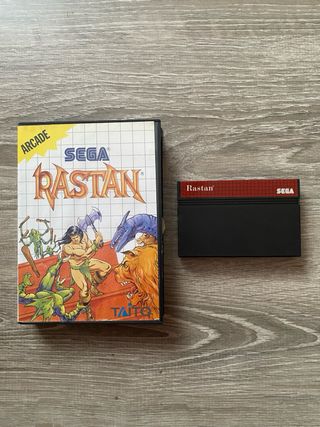 ARCADE
SEGA
RASTAN
TAITO
Rastan
SEGA